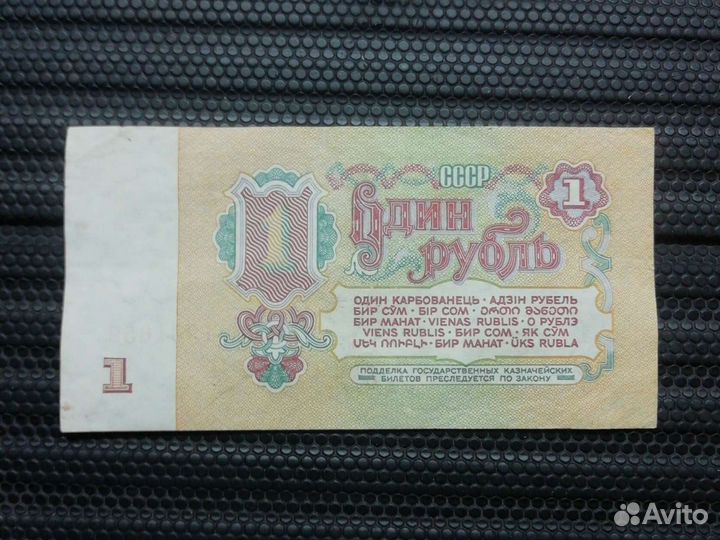 СССР
1
1
Один
рубль
ОДИН КАРБОВАНЕЦЬ · АДЗІН РУБЕЛЬ
БИР СЎМ · БІР СОМ · ᲔᲠᲗᲘ ᲛᲐᲜᲔᲗᲘ
БИР МАНАТ · VIENAS RUBLIS · О РУБЛЭ
VIENS RUBLIS · БИР СОМ · ЯК СЎМ
ՄԵԿ ՌՈՒԲԼԻ · БИР МАНАТ · ÜKS RUBLA
ПОДДЕЛКА ГОСУДАРСТВЕННЫХ КАЗНАЧЕЙСКИХ
БИЛЕТОВ ПРЕСЛЕДУЕТСЯ ПО ЗАКОНУ
1
Avito